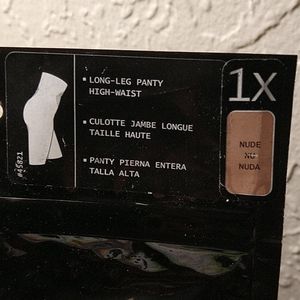 LONG-LEG PANTY
HIGH-WAIST
CULOTTE JAMBE LONGUE
TAILLE HAUTE
PANTY PIERNA ENTERA
TALLA ALTA
#45821
1X
NUDE
NU
NUDA